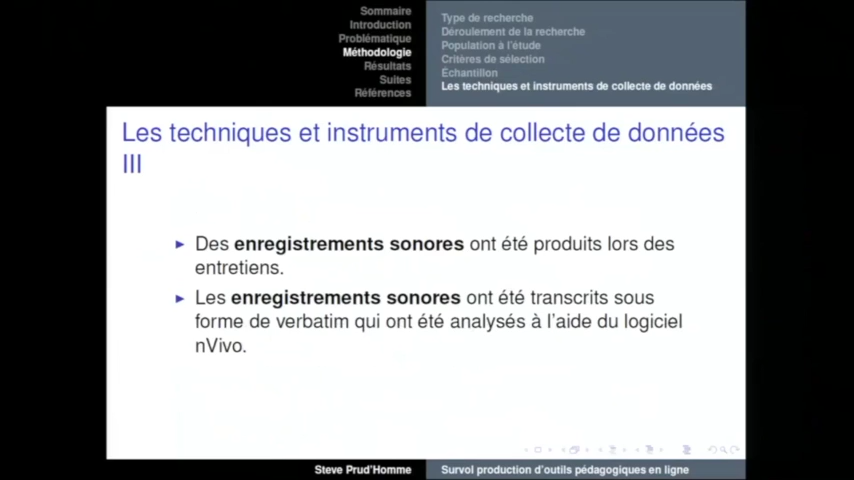 Sommaire
Introduction
Problématique
Méthodologie
Résultats
Suites
Références
Type de recherche
Déroulement de la recherche
Population à l'étude
Critères de sélection
Échantillon
Les techniques et instruments de collecte de données
Les techniques et instruments de collecte de données
III
Des enregistrements sonores ont été produits lors des
entretiens.
Les enregistrements sonores ont été transcrits sous
forme de verbatim qui ont été analysés à l'aide du logiciel
nVivo.
Steve Prud'Homme
Survol production d'outils pédagogiques en ligne